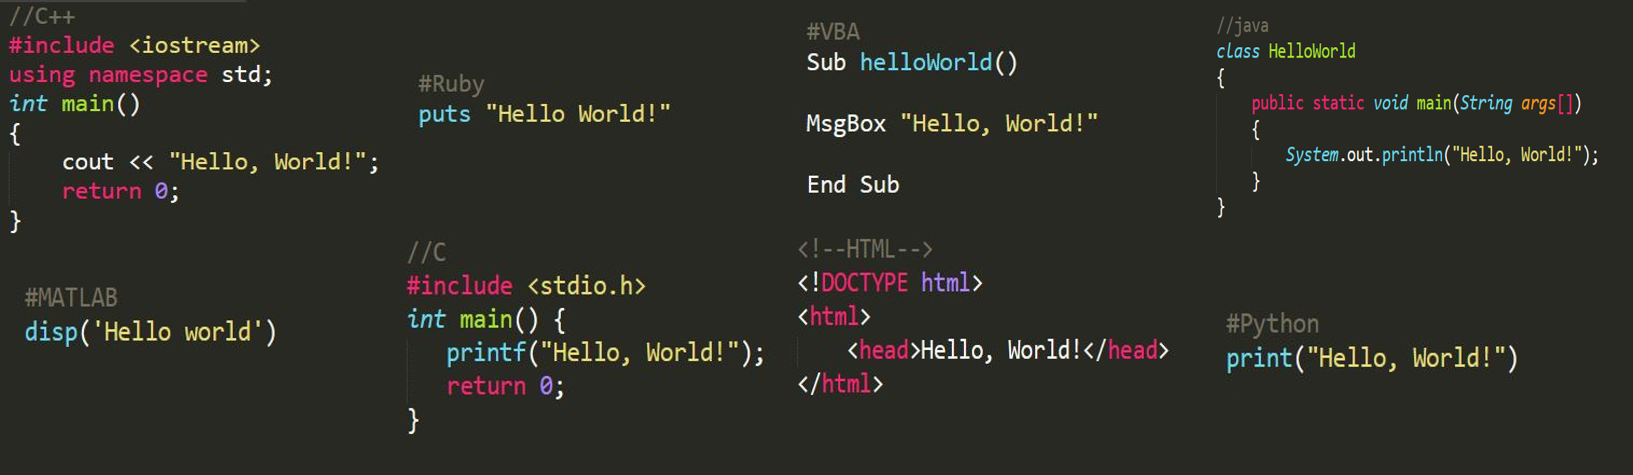 //C++
#include <iostream>
using namespace std;
int main()
{
    cout << "Hello, World!";
    return 0;
}
#MATLAB
disp('Hello world')
#Ruby
puts "Hello World!"
//C
#include <stdio.h>
int main() {
   printf("Hello, World!");
   return 0;
}
#VBA
Sub helloWorld()
MsgBox "Hello, World!"
End Sub
<!--HTML-->
<!DOCTYPE html>
<html>
    <head>Hello, World!</head>
</html>
//java
class HelloWorld
{
    public static void main(String args[])
    {
        System.out.println("Hello, World!");
    }
}
#Python
print("Hello, World!")